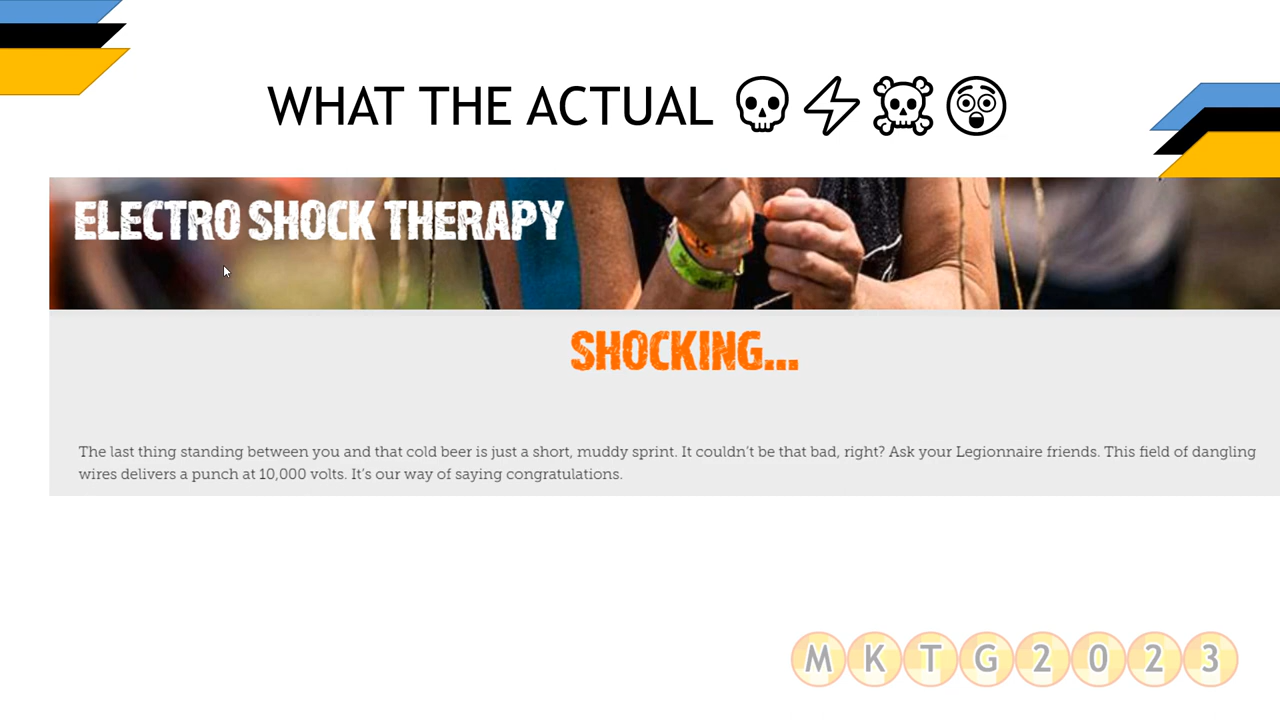 WHAT THE ACTUAL 💀⚡☠😲
ELECTRO SHOCK THERAPY
SHOCKING...
The last thing standing between you and that cold beer is just a short, muddy sprint. It couldn't be that bad, right? Ask your Legionnaire friends. This field of dangling
wires delivers a punch at 10,000 volts. It's our way of saying congratulations.
MKTG2023